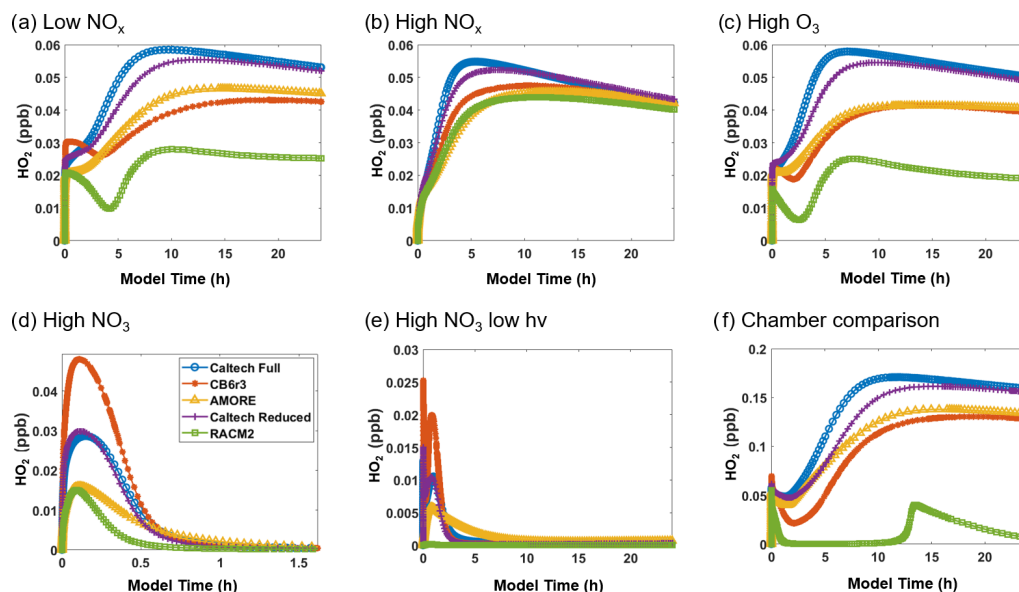 (a) Low NOx
(b) High NOx
(c) High O3
0.06
0.05
0.04
0.03
0.02
0.01
0
HO2 (ppb)
0 5 10 15 20
Model Time (h)
0.06
0.05
0.04
0.03
0.02
0.01
0
HO2 (ppb)
0 5 10 15 20
Model Time (h)
0.06
0.05
0.04
0.03
0.02
0.01
0
HO2 (ppb)
0 5 10 15 20
Model Time (h)
(d) High NO3
(e) High NO3 low hv
(f) Chamber comparison
0.04
0.03
0.02
0.01
0
HO2 (ppb)
0 0.5 1 1.5
Model Time (h)
Caltech Full
CB6r3
AMORE
Caltech Reduced
RACM2
0.03
0.025
0.02
0.015
0.01
0.005
0
HO2 (ppb)
0 5 10 15 20
Model Time (h)
0.2
0.15
0.1
0.05
0
HO2 (ppb)
0 5 10 15 20
Model Time (h)